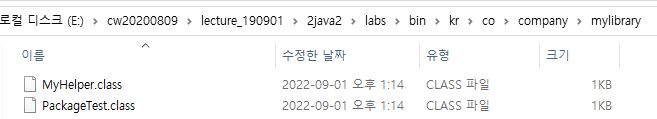 로컬 디스크 (E:) > cw20200809 > lecture_190901 > 2java2 > labs > bin > kr > co > company > mylibrary
이름 수정한 날짜 유형 크기
MyHelper.class 2022-09-01 오후 1:14 CLASS 파일 1KB
PackageTest.class 2022-09-01 오후 1:14 CLASS 파일 1KB